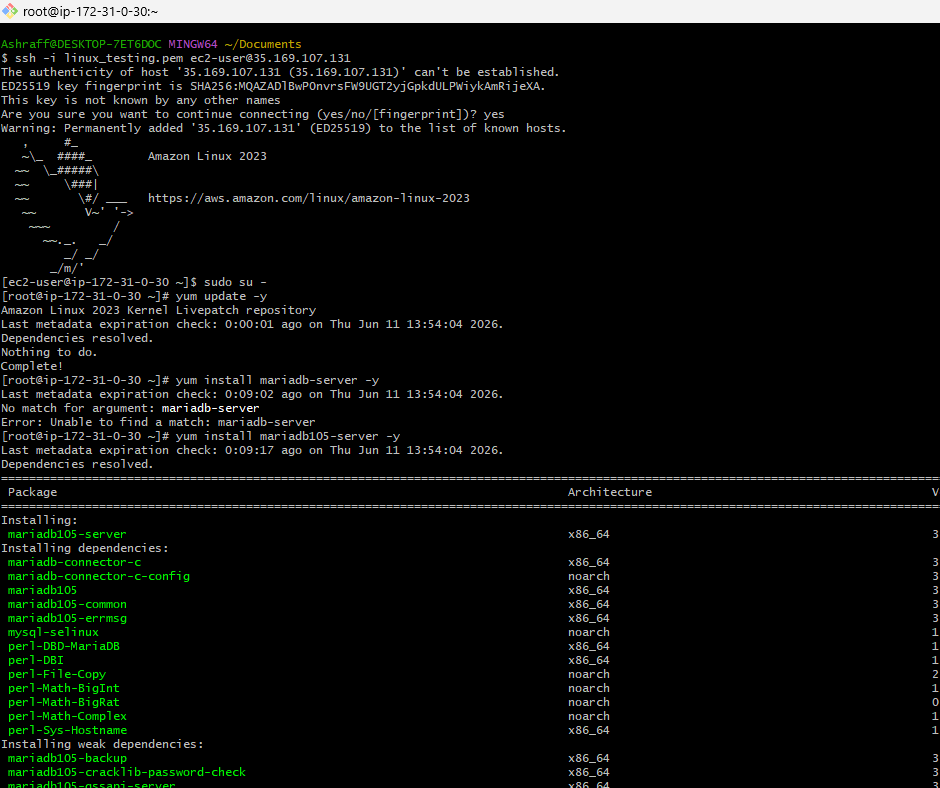 root@ip-172-31-0-30:~
Ashraff@DESKTOP-7ET6DOC MINGW64 ~/Documents
$ ssh -i linux_testing.pem ec2-user@35.169.107.131
The authenticity of host '35.169.107.131 (35.169.107.131)' can't be established.
ED25519 key fingerprint is SHA256:MQAZADlBwPOnvrsFW9UGT2yjGpkdULPWiykAmRijeXA.
This key is not known by any other names
Are you sure you want to continue connecting (yes/no/[fingerprint])? yes
Warning: Permanently added '35.169.107.131' (ED25519) to the list of known hosts.
   ,     #_
   ~\_  ####_        Amazon Linux 2023
  ~~  \_#####\
  ~~     \###|
  ~~       \#/ ___   https://aws.amazon.com/linux/amazon-linux-2023
   ~~       V~' '->
    ~~~         /
      ~~._.   _/
         _/ _/
       _/m/'
[ec2-user@ip-172-31-0-30 ~]$ sudo su -
[root@ip-172-31-0-30 ~]# yum update -y
Amazon Linux 2023 Kernel Livepatch repository
Last metadata expiration check: 0:00:01 ago on Thu Jun 11 13:54:04 2026.
Dependencies resolved.
Nothing to do.
Complete!
[root@ip-172-31-0-30 ~]# yum install mariadb-server -y
Last metadata expiration check: 0:09:02 ago on Thu Jun 11 13:54:04 2026.
No match for argument: mariadb-server
Error: Unable to find a match: mariadb-server
[root@ip-172-31-0-30 ~]# yum install mariadb105-server -y
Last metadata expiration check: 0:09:17 ago on Thu Jun 11 13:54:04 2026.
Dependencies resolved.
Package Architecture V
Installing:
mariadb105-server x86_64 3
Installing dependencies:
mariadb-connector-c x86_64 3
mariadb-connector-c-config noarch 3
mariadb105 x86_64 3
mariadb105-common x86_64 3
mariadb105-errmsg x86_64 3
mysql-selinux noarch 1
perl-DBD-MariaDB x86_64 1
perl-DBI x86_64 1
perl-File-Copy noarch 2
perl-Math-BigInt noarch 1
perl-Math-BigRat noarch 0
perl-Math-Complex noarch 1
perl-Sys-Hostname x86_64 1
Installing weak dependencies:
mariadb105-backup x86_64 3
mariadb105-cracklib-password-check x86_64 3
mariadb105-gssapi-server x86_64 3